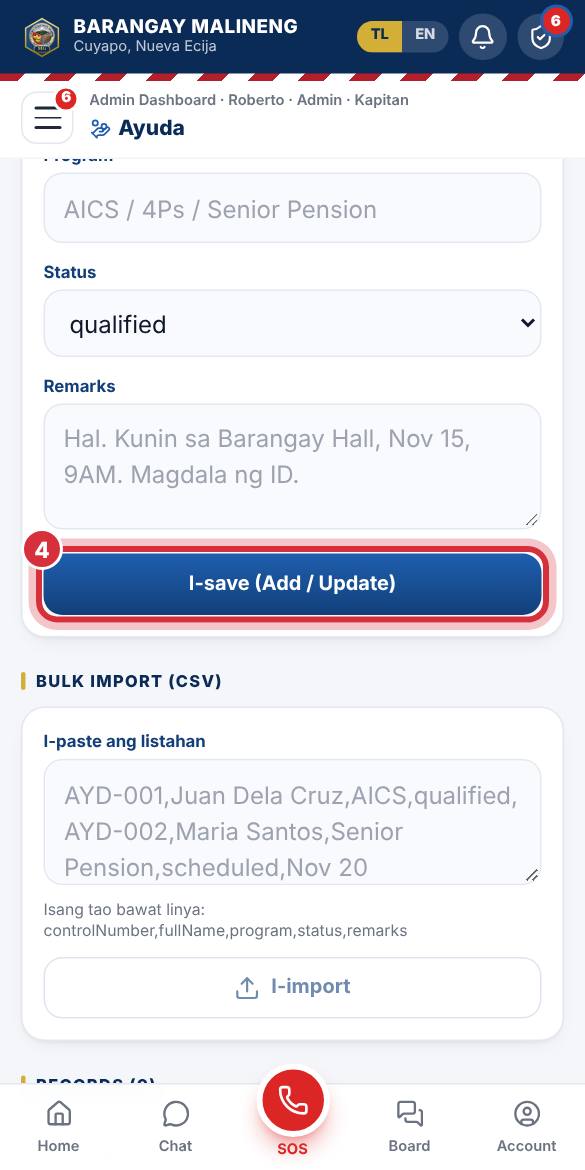 BARANGAY MALINENG
Cuyapo, Nueva Ecija
TL
EN
6
6
Admin Dashboard · Roberto · Admin · Kapitan
Ayuda
Program
AICS / 4Ps / Senior Pension
Status
qualified
Remarks
Hal. Kunin sa Barangay Hall, Nov 15,
9AM. Magdala ng ID.
4
I-save (Add / Update)
BULK IMPORT (CSV)
I-paste ang listahan
AYD-001,Juan Dela Cruz,AICS,qualified,
AYD-002,Maria Santos,Senior
Pension,scheduled,Nov 20
Isang tao bawat linya:
controlNumber,fullName,program,status,remarks
I-import
RECORDS (0)
Home
Chat
SOS
Board
Account